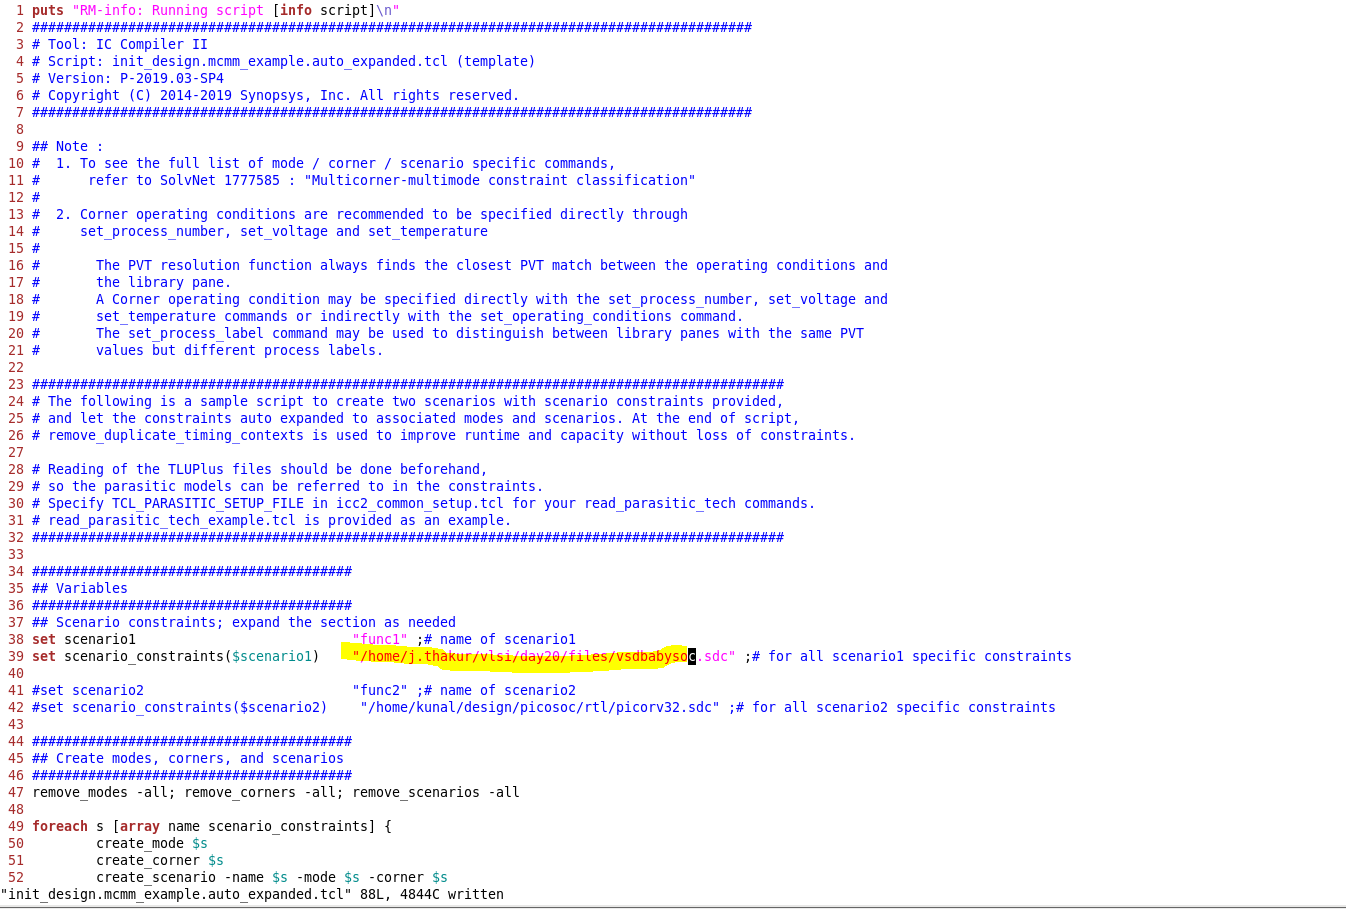 1 puts "RM-info: Running script [info script]\n"
2 ##########################################################################################
3 # Tool: IC Compiler II
4 # Script: init_design.mcmm_example.auto_expanded.tcl (template)
5 # Version: P-2019.03-SP4
6 # Copyright (C) 2014-2019 Synopsys, Inc. All rights reserved.
7 ##########################################################################################
8
9 ## Note :
10 #  1. To see the full list of mode / corner / scenario specific commands,
11 #      refer to SolvNet 1777585 : "Multicorner-multimode constraint classification"
12 #
13 #  2. Corner operating conditions are recommended to be specified directly through
14 #     set_process_number, set_voltage and set_temperature
15 #
16 #       The PVT resolution function always finds the closest PVT match between the operating conditions and
17 #       the library pane.
18 #       A Corner operating condition may be specified directly with the set_process_number, set_voltage and
19 #       set_temperature commands or indirectly with the set_operating_conditions command.
20 #       The set_process_label command may be used to distinguish between library panes with the same PVT
21 #       values but different process labels.
22
23 ##############################################################################################
24 # The following is a sample script to create two scenarios with scenario constraints provided,
25 # and let the constraints auto expanded to associated modes and scenarios. At the end of script,
26 # remove_duplicate_timing_contexts is used to improve runtime and capacity without loss of constraints.
27
28 # Reading of the TLUPlus files should be done beforehand,
29 # so the parasitic models can be referred to in the constraints.
30 # Specify TCL_PARASITIC_SETUP_FILE in icc2_common_setup.tcl for your read_parasitic_tech commands.
31 # read_parasitic_tech_example.tcl is provided as an example.
32 ##############################################################################################
33
34 ########################################
35 ## Variables
36 ########################################
37 ## Scenario constraints; expand the section as needed
38 set scenario1                           "func1" ;# name of scenario1
39 set scenario_constraints($scenario1)    "/home/j.thakur/vlsi/day20/files/vsdbabysoc.sdc" ;# for all scenario1 specific constraints
40
41 #set scenario2                          "func2" ;# name of scenario2
42 #set scenario_constraints($scenario2)    "/home/kunal/design/picosoc/rtl/picorv32.sdc" ;# for all scenario2 specific constraints
43
44 ########################################
45 ## Create modes, corners, and scenarios
46 ########################################
47 remove_modes -all; remove_corners -all; remove_scenarios -all
48
49 foreach s [array name scenario_constraints] {
50         create_mode $s
51         create_corner $s
52         create_scenario -name $s -mode $s -corner $s
"init_design.mcmm_example.auto_expanded.tcl" 88L, 4844C written